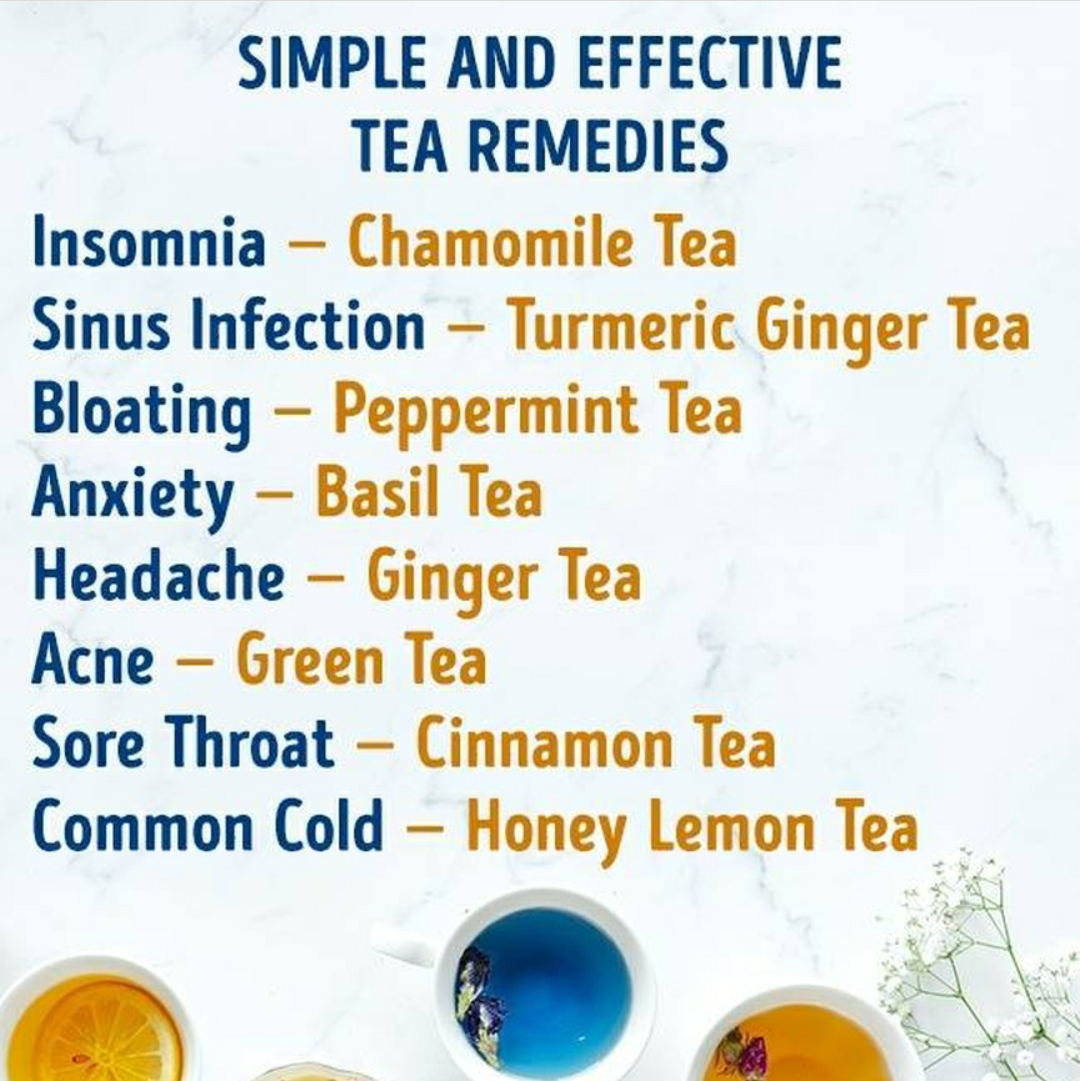 SIMPLE AND EFFECTIVE
TEA REMEDIES
Insomnia – Chamomile Tea
Sinus Infection – Turmeric Ginger Tea
Bloating – Peppermint Tea
Anxiety – Basil Tea
Headache – Ginger Tea
Acne – Green Tea
Sore Throat – Cinnamon Tea
Common Cold – Honey Lemon Tea